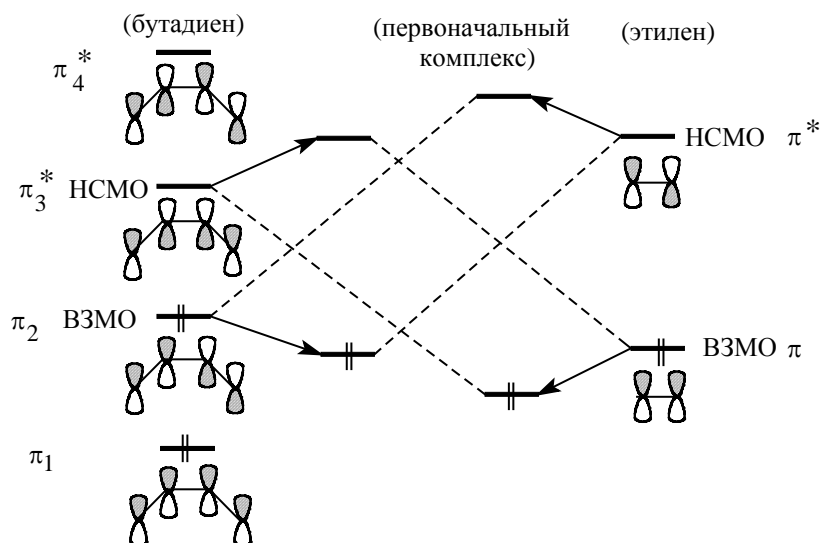 (бутадиен)
(первоначальный
комплекс)
(этилен)
π4*
π3* НСМО
НСМО π*
π2 ВЗМО
ВЗМО π
π1